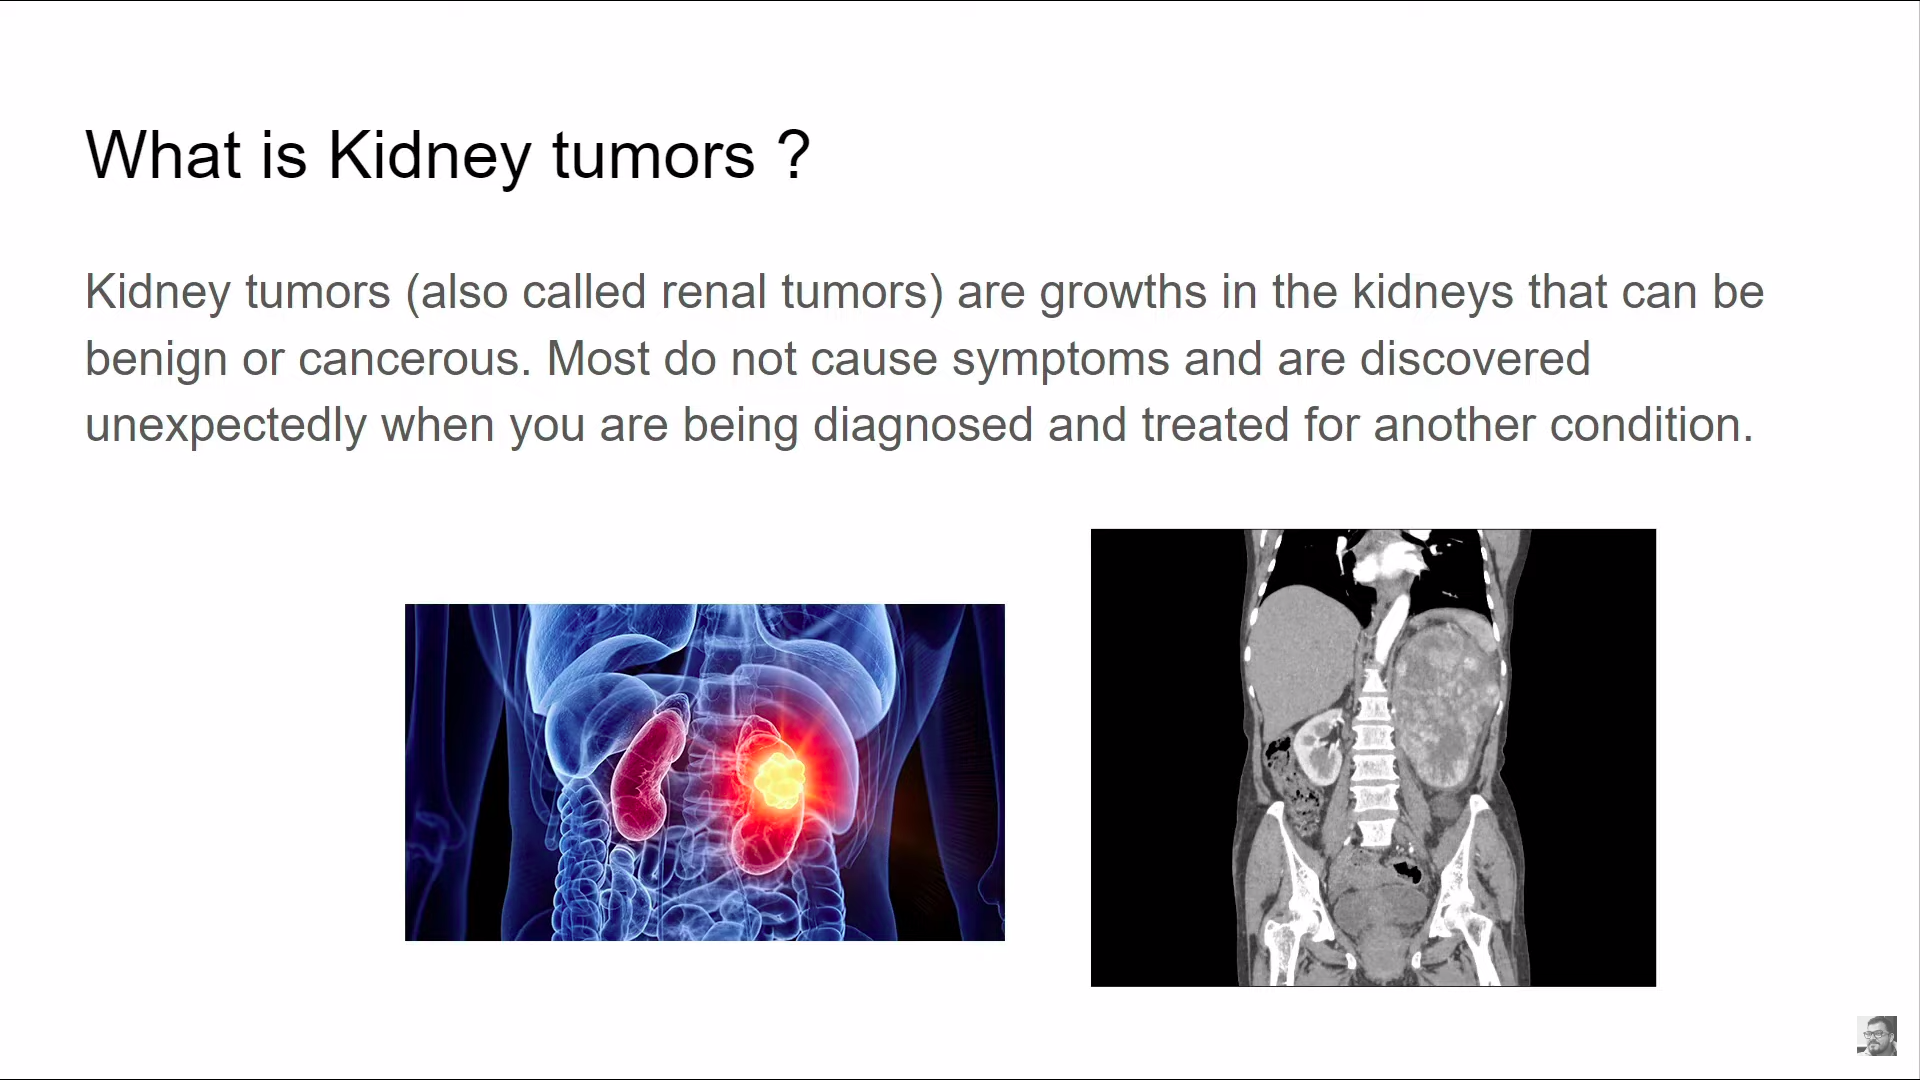 What is Kidney tumors ?
Kidney tumors (also called renal tumors) are growths in the kidneys that can be
benign or cancerous. Most do not cause symptoms and are discovered
unexpectedly when you are being diagnosed and treated for another condition.